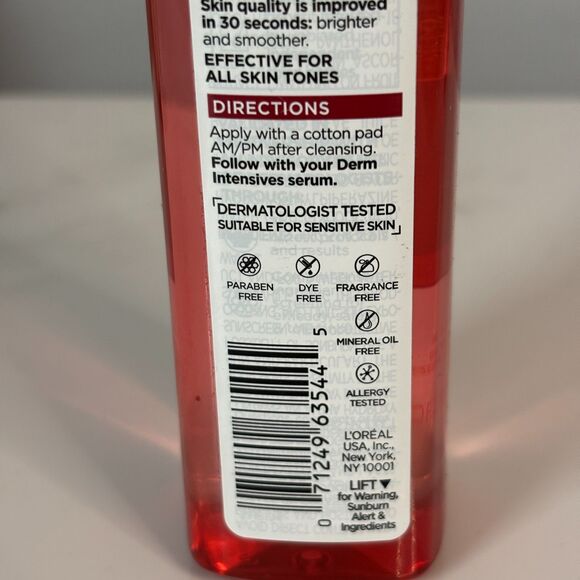 Skin quality is improved
in 30 seconds: brighter
and smoother.
EFFECTIVE FOR
ALL SKIN TONES
DIRECTIONS
Apply with a cotton pad
AM/PM after cleansing.
Follow with your Derm
Intensives serum.
DERMATOLOGIST TESTED
SUITABLE FOR SENSITIVE SKIN
PARABEN
FREE
DYE
FREE
FRAGRANCE
FREE
MINERAL OIL
FREE
ALLERGY
TESTED
0 71249 63544 5
L'ORÉAL
USA, Inc.,
New York,
NY 10001
LIFT
for Warning,
Sunburn
Alert &
Ingredients